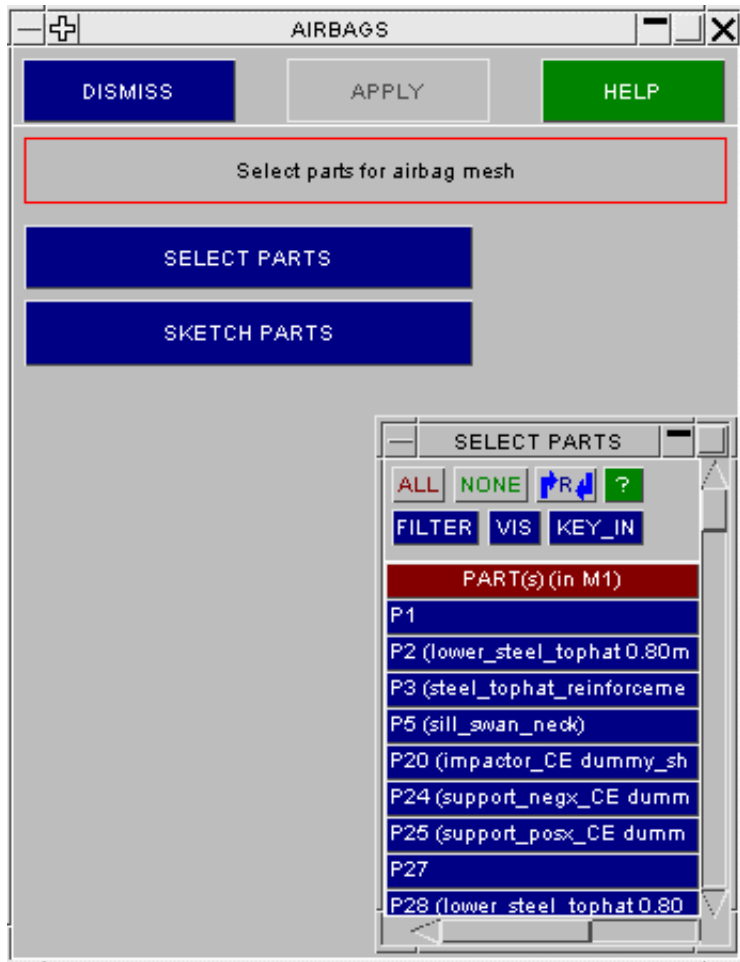 AIRBAGS
DISMISS APPLY HELP
Select parts for airbag mesh
SELECT PARTS
SKETCH PARTS
SELECT PARTS
ALL NONE R ?
FILTER VIS KEY_IN
PART(s) (in M1)
P1
P2 (lower_steel_tophat 0.80m
P3 (steel_tophat_reinforceme
P5 (sill_swan_neck)
P20 (impactor_CE dummy_sh
P24 (support_negx_CE dumm
P25 (support_posx_CE dumm
P27
P28 (lower_steel_tophat 0.80